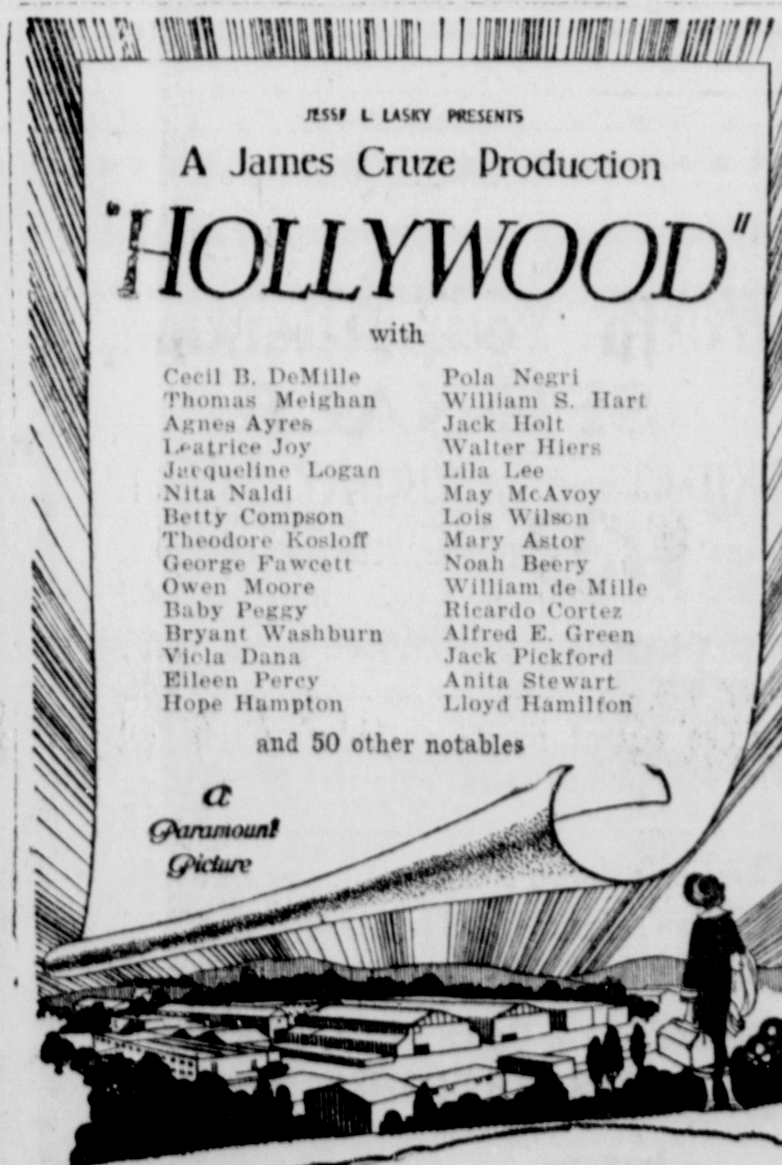 JESSE L. LASKY PRESENTS
A James Cruze Production
"HOLLYWOOD"
with
Cecil B. DeMille
Thomas Meighan
Agnes Ayres
Leatrice Joy
Jacqueline Logan
Nita Naldi
Betty Compson
Theodore Kosloff
George Fawcett
Owen Moore
Baby Peggy
Bryant Washburn
Viola Dana
Eileen Percy
Hope Hampton
Pola Negri
William S. Hart
Jack Holt
Walter Hiers
Lila Lee
May McAvoy
Lois Wilson
Mary Astor
Noah Beery
William de Mille
Ricardo Cortez
Alfred E. Green
Jack Pickford
Anita Stewart
Lloyd Hamilton
and 50 other notables
A
Paramount
Picture